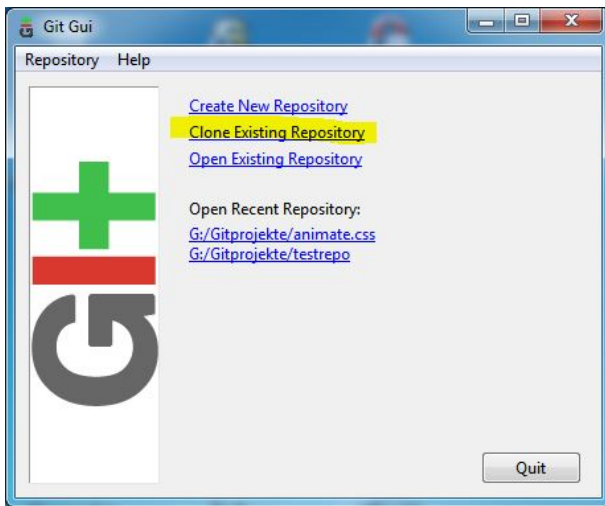 Git Gui
Repository Help
Create New Repository
Clone Existing Repository
Open Existing Repository
Open Recent Repository:
G:/Gitprojekte/animate.css
G:/Gitprojekte/testrepo
GIt
Quit